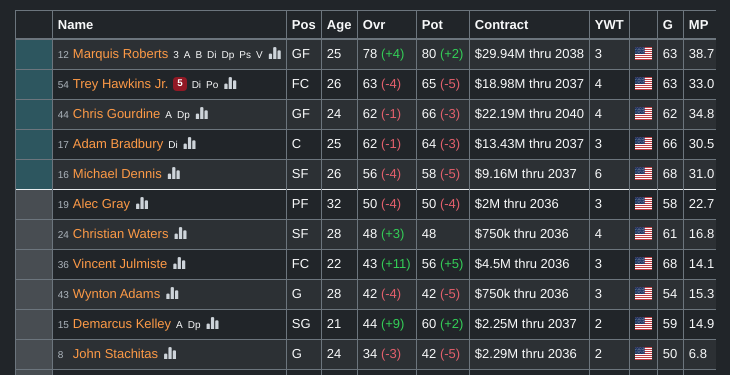 Name Pos Age Ovr Pot Contract YWT G MP
12 Marquis Roberts 3 A B Di Dp Ps V GF 25 78 (+4) 80 (+2) $29.94M thru 2038 3 63 38.7
54 Trey Hawkins Jr. 5 Di Po FC 26 63 (-4) 65 (-5) $18.98M thru 2037 4 63 33.0
44 Chris Gourdine A Dp GF 24 62 (-1) 66 (-3) $22.19M thru 2040 4 62 34.8
17 Adam Bradbury Di C 25 62 (-1) 64 (-3) $13.43M thru 2037 3 66 30.5
16 Michael Dennis SF 26 56 (-4) 58 (-5) $9.16M thru 2037 6 68 31.0
19 Alec Gray PF 32 50 (-4) 50 (-4) $2M thru 2036 3 58 22.7
24 Christian Waters SF 28 48 (+3) 48 $750k thru 2036 4 61 16.8
36 Vincent Julmiste FC 22 43 (+11) 56 (+5) $4.5M thru 2036 3 68 14.1
43 Wynton Adams G 28 42 (-4) 42 (-5) $750k thru 2036 3 54 15.3
15 Demarcus Kelley A Dp SG 21 44 (+9) 60 (+2) $2.25M thru 2037 2 59 14.9
8 John Stachitas G 24 34 (-3) 42 (-5) $2.29M thru 2036 2 50 6.8